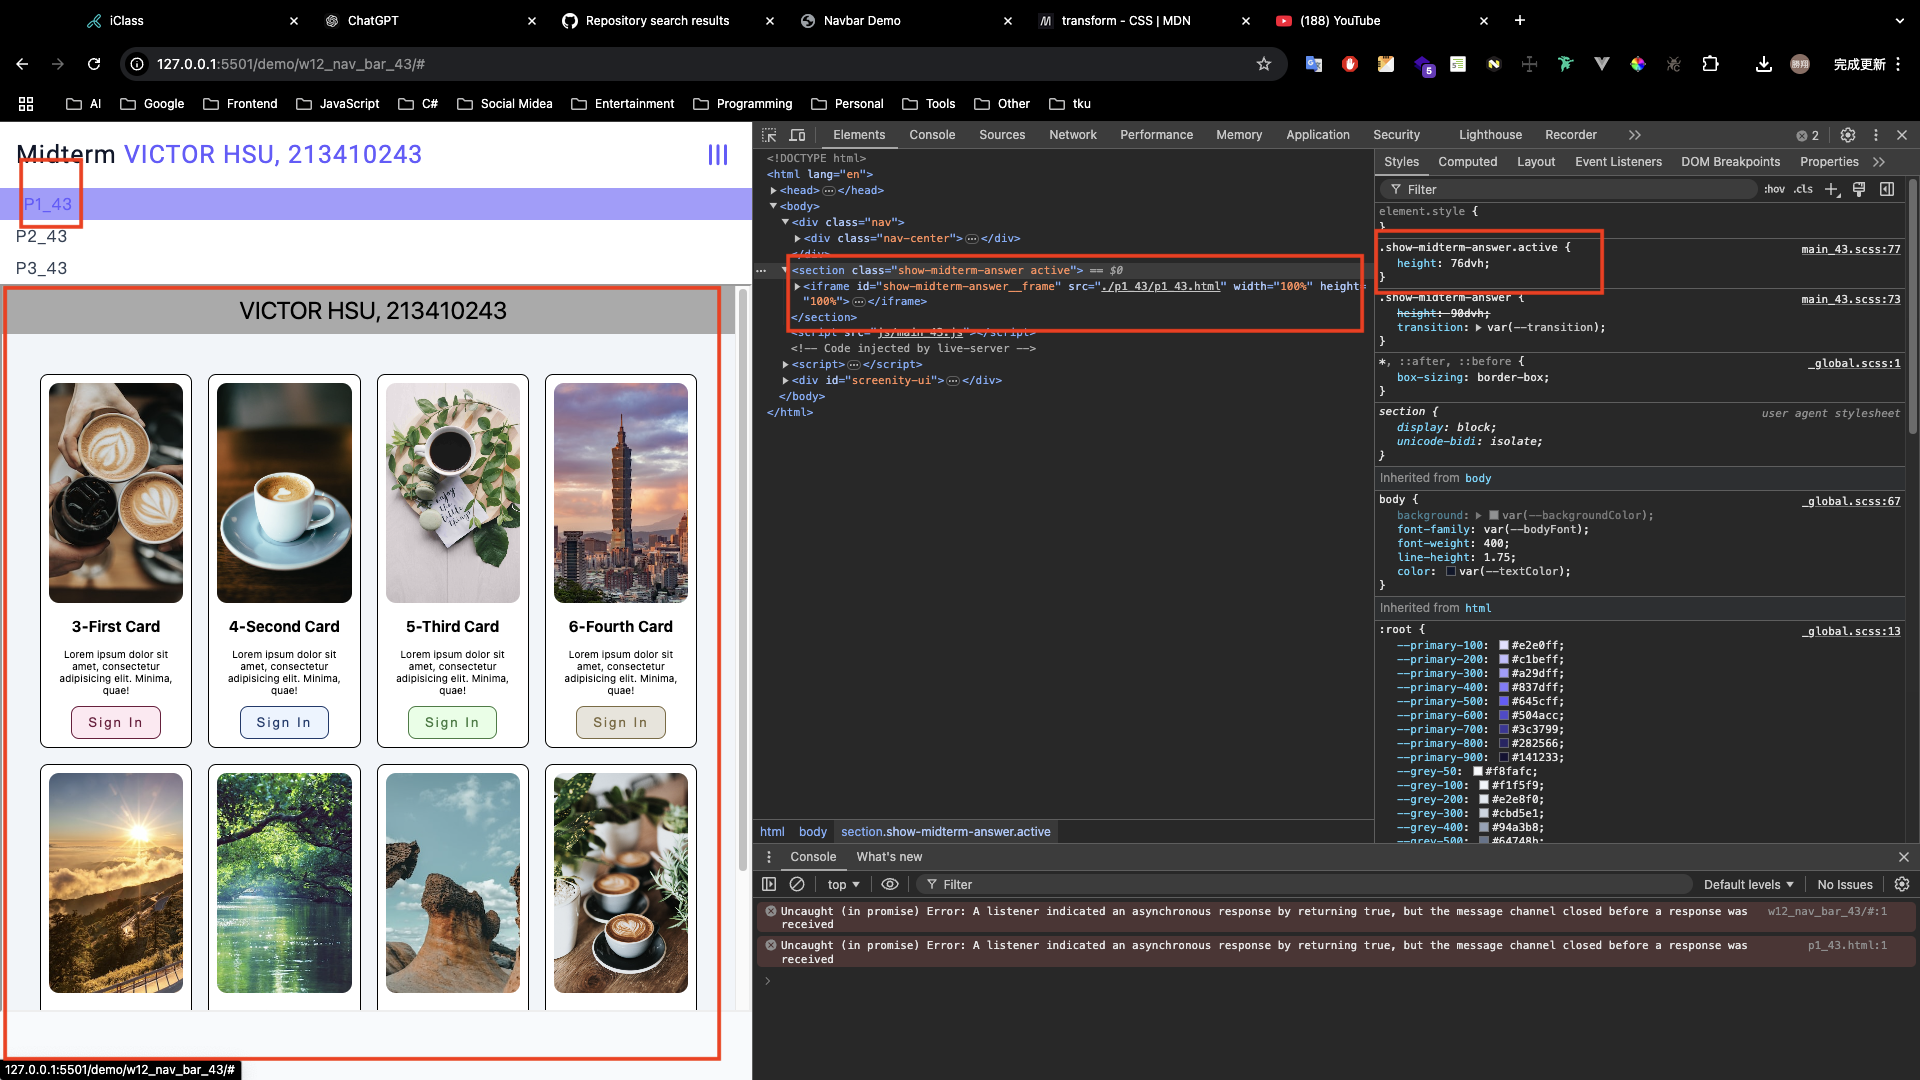 iClass
ChatGPT
Repository search results
Navbar Demo
transform - CSS | MDN
(188) YouTube
127.0.0.1:5501/demo/w12_nav_bar_43/#
5
完成更新
AI
Google
Frontend
JavaScript
C#
Social Midea
Entertainment
Programming
Personal
Tools
Other
tku
Midterm VICTOR HSU, 213410243
P1_43
P2_43
P3_43
VICTOR HSU, 213410243
3-First Card
Lorem ipsum dolor sit
amet, consectetur
adipisicing elit. Minima,
quae!
Sign In
4-Second Card
Lorem ipsum dolor sit
amet, consectetur
adipisicing elit. Minima,
quae!
Sign In
enjoy
the
little
things
5-Third Card
Lorem ipsum dolor sit
amet, consectetur
adipisicing elit. Minima,
quae!
Sign In
6-Fourth Card
Lorem ipsum dolor sit
amet, consectetur
adipisicing elit. Minima,
quae!
Sign In
127.0.0.1:5501/demo/w12_nav_bar_43/#
Elements Console Sources Network Performance Memory Application Security Lighthouse Recorder
2
<!DOCTYPE html>
<html lang="en">
<head>…</head>
<body>
<div class="nav">
<div class="nav-center">…</div>
</div>
<section class="show-midterm-answer active"> == $0
<iframe id="show-midterm-answer__frame" src="./p1_43/p1_43.html" width="100%" height=
"100%">…</iframe>
</section>
<script src="js/main_43.js"></script>
<!-- Code injected by live-server -->
<script>…</script>
<div id="screenity-ui">…</div>
</body>
</html>
html body section.show-midterm-answer.active
Styles Computed Layout Event Listeners DOM Breakpoints Properties
Filter
:hov .cls
element.style {
}
.show-midterm-answer.active { main_43.scss:77
height: 76dvh;
}
.show-midterm-answer { main_43.scss:73
height: 90dvh;
transition: var(--transition);
}
*, ::after, ::before { _global.scss:1
box-sizing: border-box;
}
section { user agent stylesheet
display: block;
unicode-bidi: isolate;
}
Inherited from body
body { _global.scss:67
background: var(--backgroundColor);
font-family: var(--bodyFont);
font-weight: 400;
line-height: 1.75;
color: var(--textColor);
}
Inherited from html
:root { _global.scss:13
--primary-100: #e2e0ff;
--primary-200: #c1beff;
--primary-300: #a29dff;
--primary-400: #837dff;
--primary-500: #645cff;
--primary-600: #504acc;
--primary-700: #3c3799;
--primary-800: #282566;
--primary-900: #141233;
--grey-50: #f8fafc;
--grey-100: #f1f5f9;
--grey-200: #e2e8f0;
--grey-300: #cbd5e1;
--grey-400: #94a3b8;
--grey-500: #64748b;
Console What's new
top
Filter
Default levels
No Issues
Uncaught (in promise) Error: A listener indicated an asynchronous response by returning true, but the message channel closed before a response was w12_nav_bar_43/#:1
received
Uncaught (in promise) Error: A listener indicated an asynchronous response by returning true, but the message channel closed before a response was p1_43.html:1
received